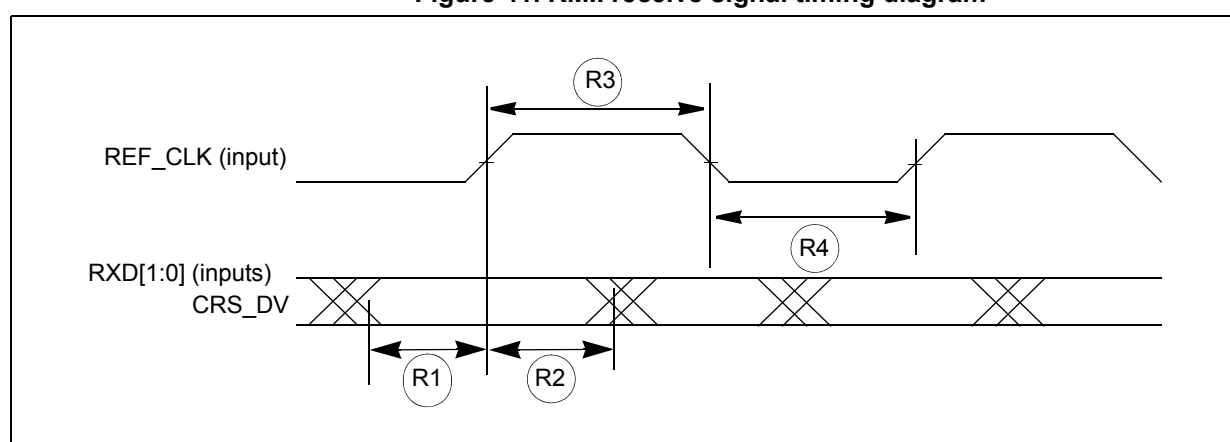 R3
REF_CLK (input)
R4
RXD[1:0] (inputs)
CRS_DV
R1
R2